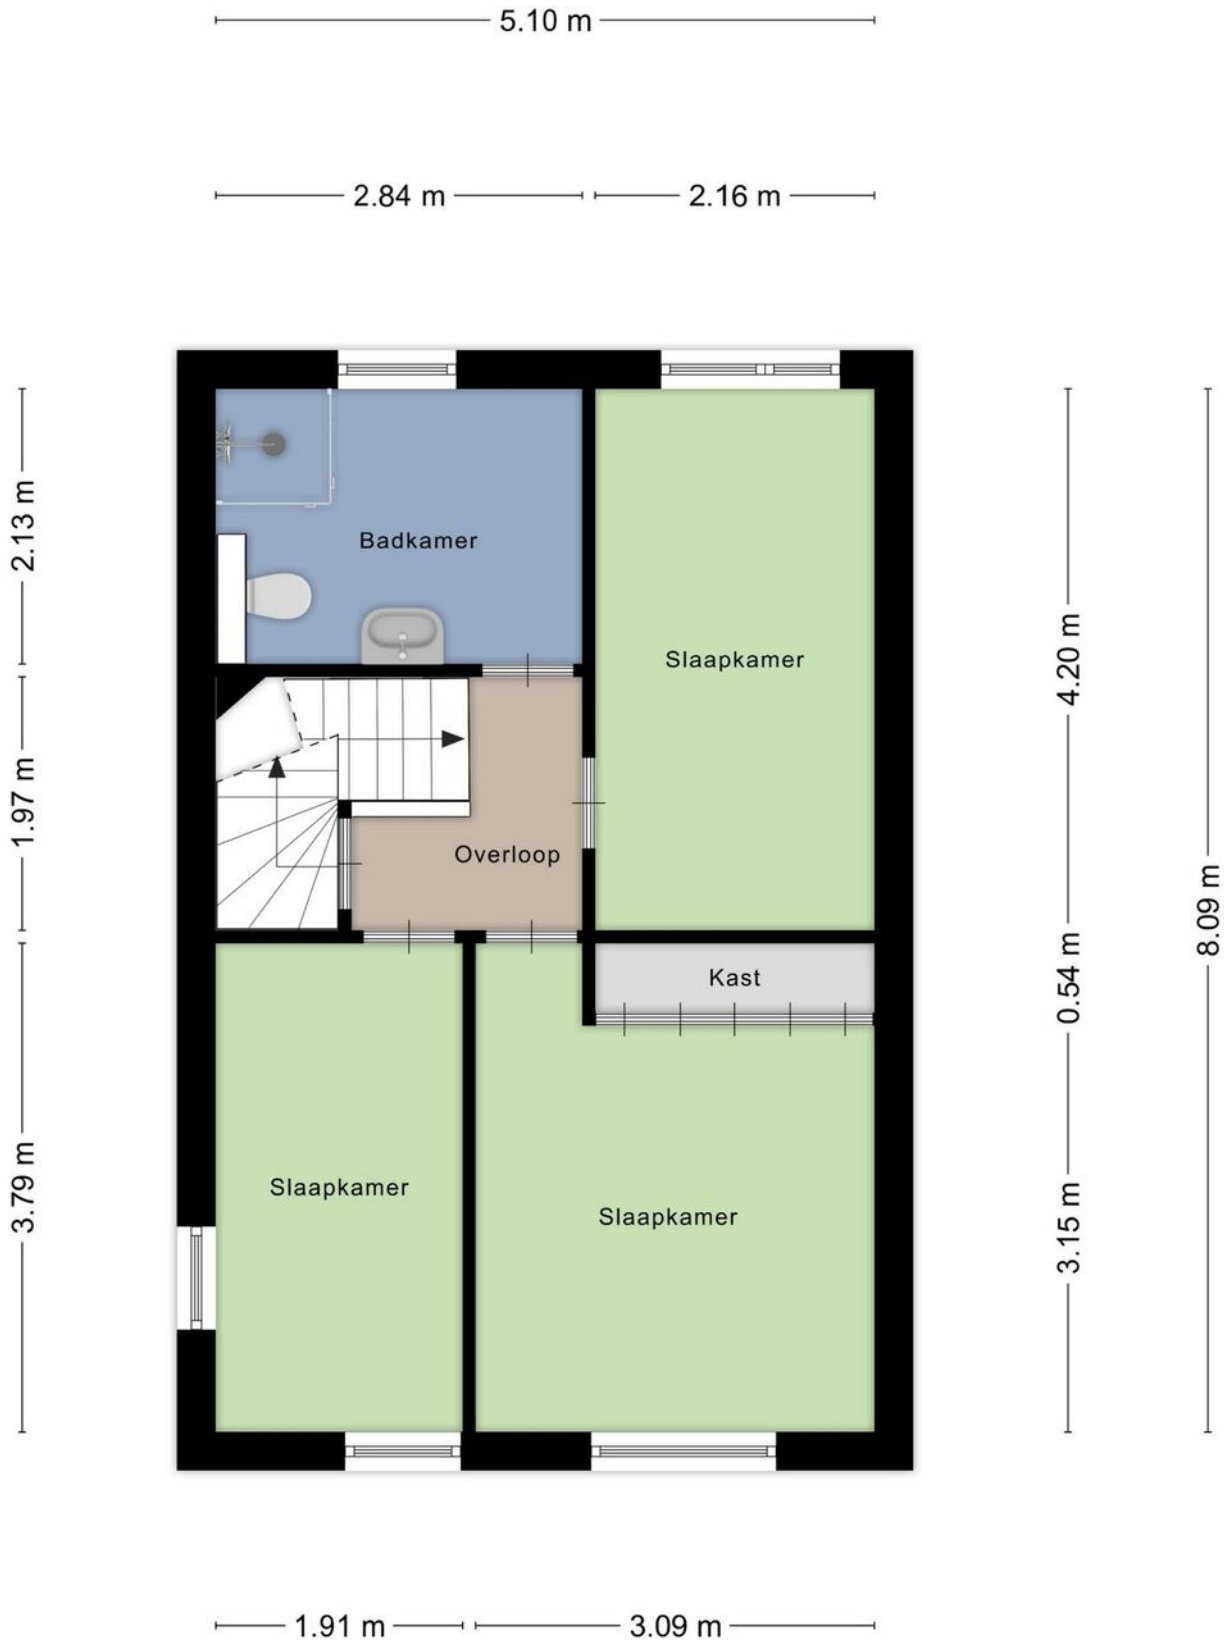 5.10 m
2.84 m
2.16 m
2.13 m
Badkamer
Slaapkamer
4.20 m
1.97 m
Overloop
8.09 m
Kast
0.54 m
3.79 m
Slaapkamer
Slaapkamer
3.15 m
1.91 m
3.09 m